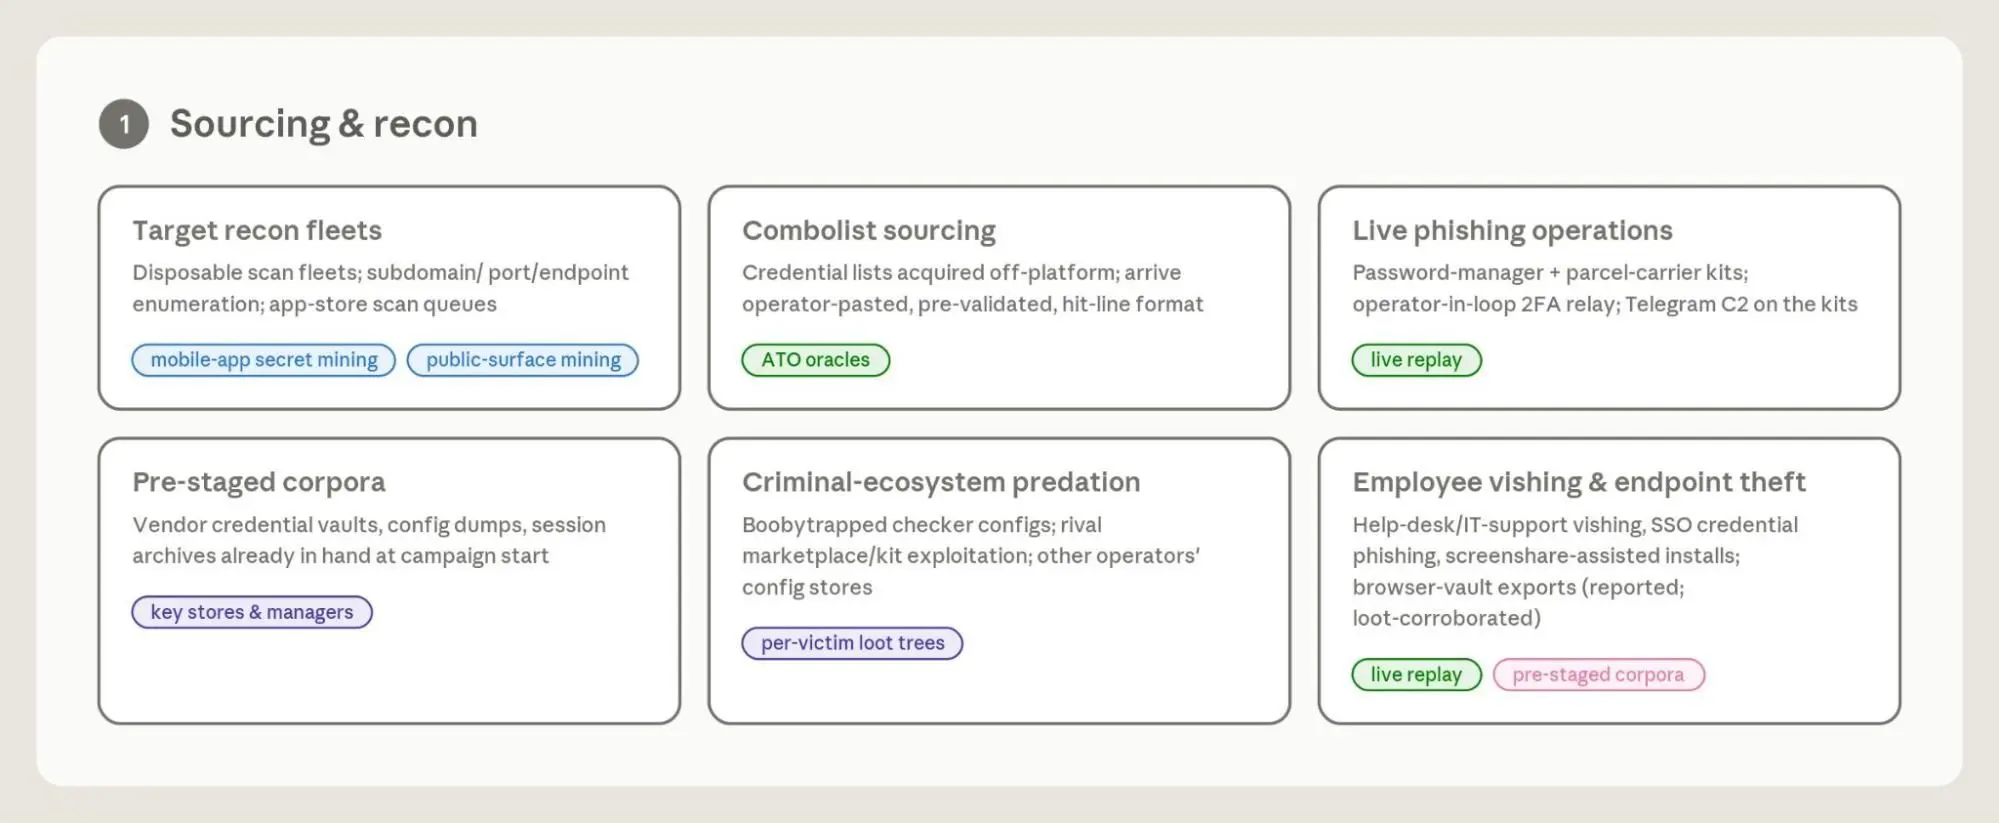 1 Sourcing & recon
Target recon fleets
Disposable scan fleets; subdomain/ port/endpoint
enumeration; app-store scan queues
mobile-app secret mining
public-surface mining
Combolist sourcing
Credential lists acquired off-platform; arrive
operator-pasted, pre-validated, hit-line format
ATO oracles
Live phishing operations
Password-manager + parcel-carrier kits;
operator-in-loop 2FA relay; Telegram C2 on the kits
live replay
Pre-staged corpora
Vendor credential vaults, config dumps, session
archives already in hand at campaign start
key stores & managers
Criminal-ecosystem predation
Boobytrapped checker configs; rival
marketplace/kit exploitation; other operators'
config stores
per-victim loot trees
Employee vishing & endpoint theft
Help-desk/IT-support vishing, SSO credential
phishing, screenshare-assisted installs;
browser-vault exports (reported;
loot-corroborated)
live replay
pre-staged corpora